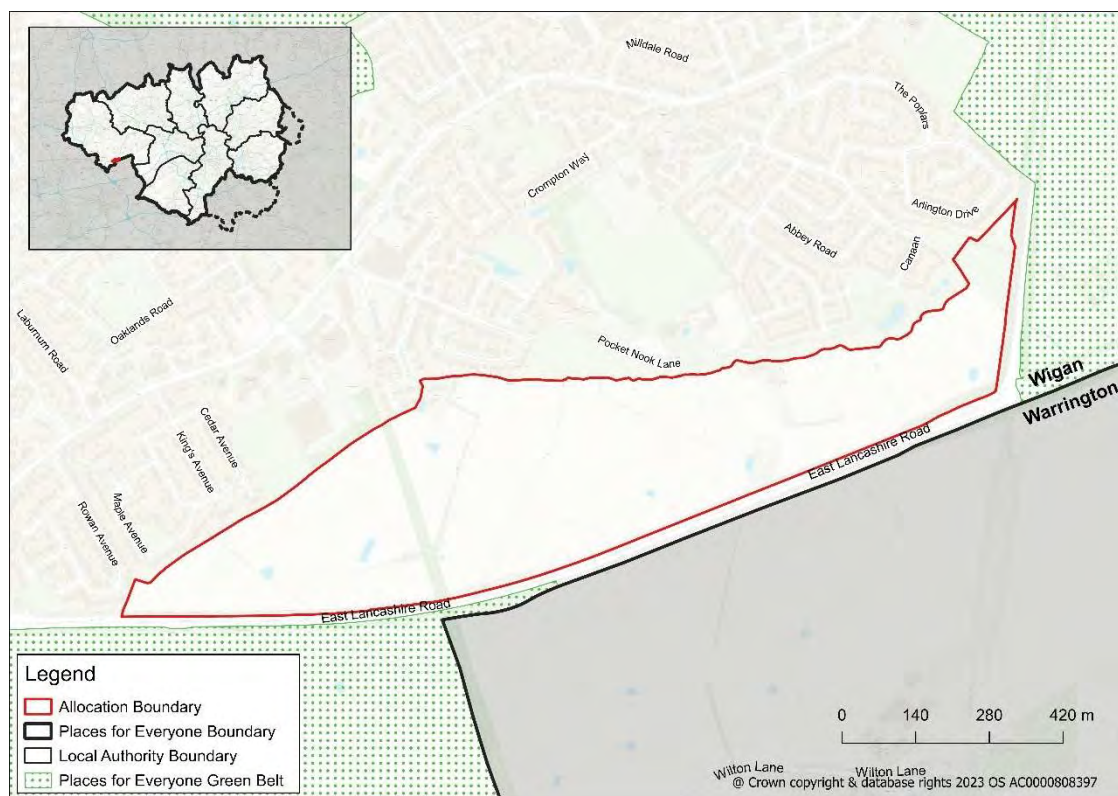 Milldale Road
The Poplars
Crompton Way
Arlington Drive
Abbey Road
Canaan
Oaklands Road
Laburnum Road
Pocket Nook Lane
Wigan
Warrington
Cedar Avenue
King's Avenue
East Lancashire Road
Maple Avenue
Rowan Avenue
East Lancashire Road
Legend
Allocation Boundary
Places for Everyone Boundary
Local Authority Boundary
Places for Everyone Green Belt
0 140 280 420 m
Wilton Lane Wilton Lane
@ Crown copyright & database rights 2023 OS AC0000808397